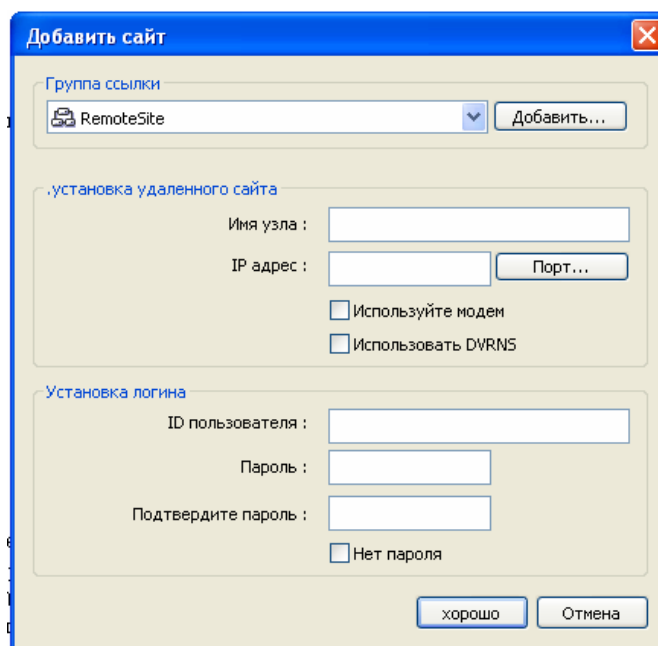 Добавить сайт
Группа ссылки
RemoteSite
Добавить...
.установка удаленного сайта
Имя узла :
IP адрес :
Порт...
Используйте модем
Использовать DVRNS
Установка логина
ID пользователя :
Пароль :
Подтвердите пароль :
Нет пароля
хорошо
Отмена